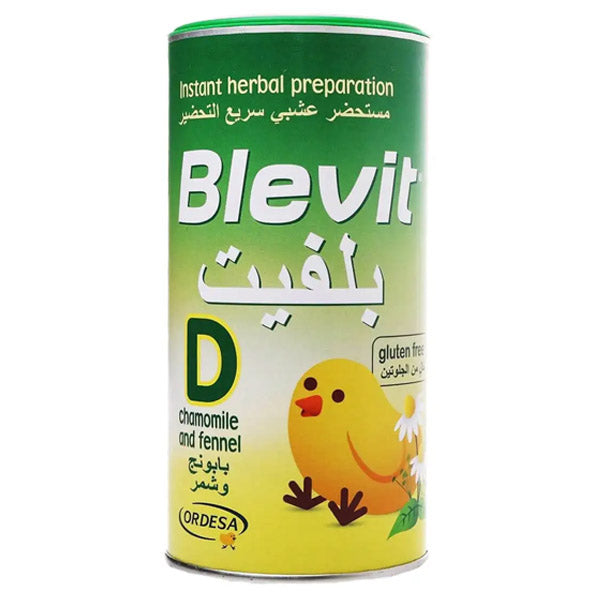 Instant herbal preparation
مستحضر عشبي سريع التحضير
Blevit
بلفيت
D
gluten free
من الجلوتين
chamomile
and fennel
بابونج
وشمر
ORDESA